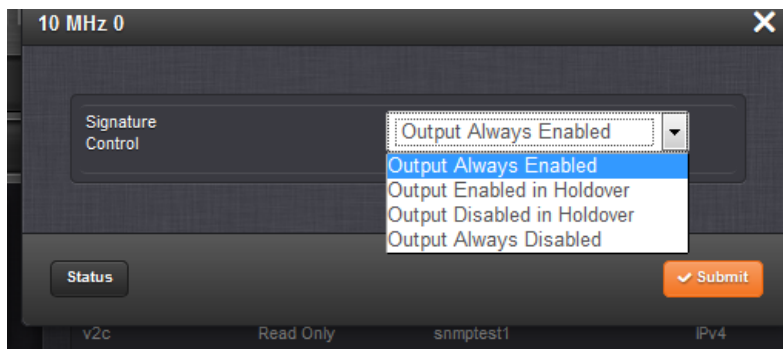 10 MHz 0
Signature
Control
Output Always Enabled
Output Always Enabled
Output Enabled in Holdover
Output Disabled in Holdover
Output Always Disabled
Status
Submit
v2c Read Only snmptest1 IPv4